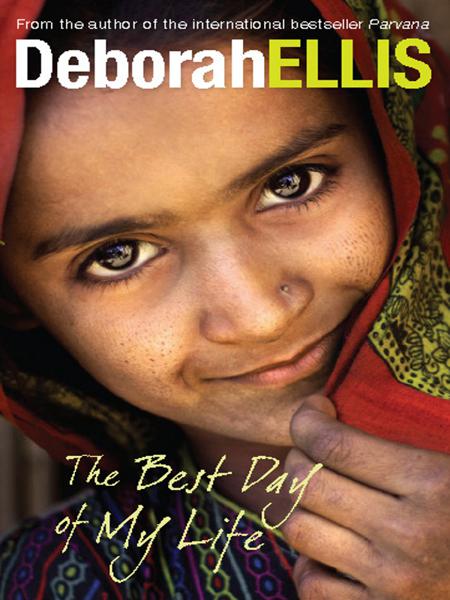 From the author of the international bestseller Parvana
DeborahELLIS
The Best Day
of My Life